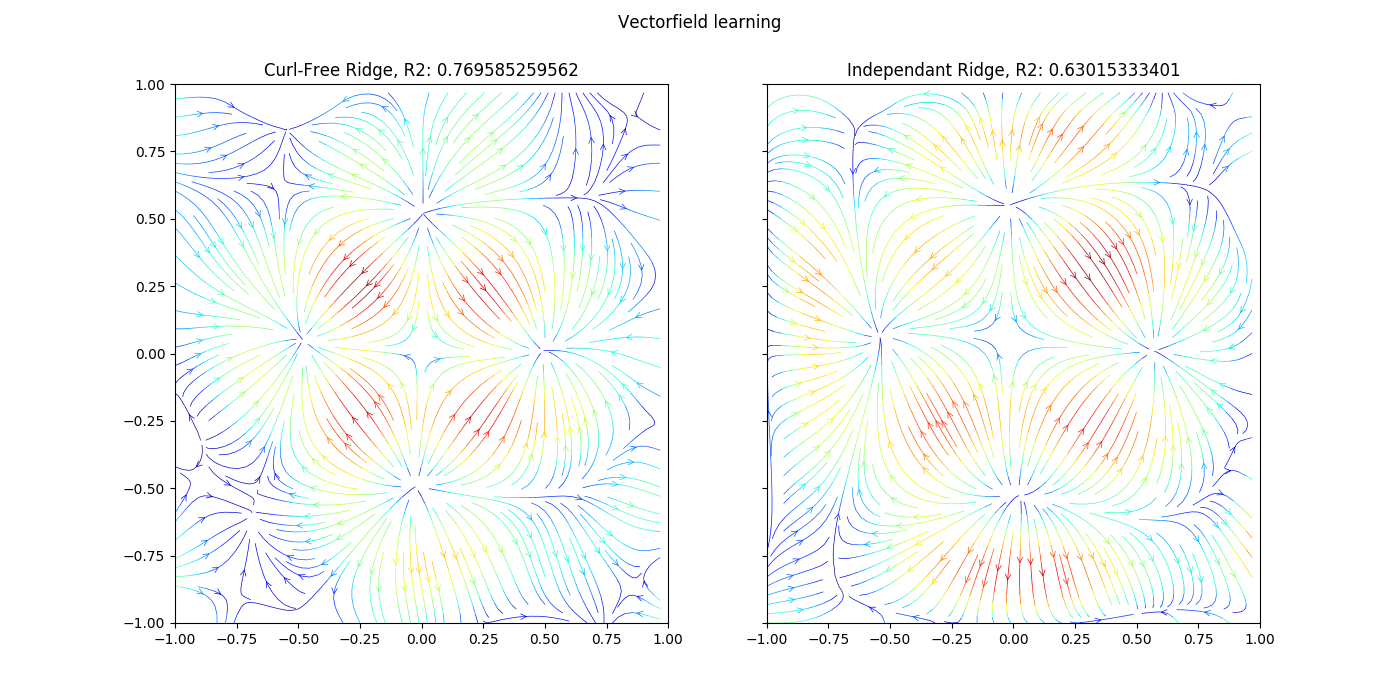 Vectorfield learning
Curl-Free Ridge, R2: 0.769585259562
Independant Ridge, R2: 0.63015333401
1.00
0.75
0.50
0.25
0.00
−0.25
−0.50
−0.75
−1.00
−1.00 −0.75 −0.50 −0.25 0.00 0.25 0.50 0.75 1.00
−1.00 −0.75 −0.50 −0.25 0.00 0.25 0.50 0.75 1.00